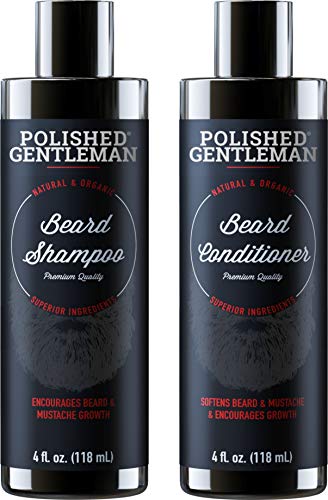 POLISHED®
GENTLEMAN
NATURAL & ORGANIC
Beard
Shampoo
Premium Quality
SUPERIOR INGREDIENTS
ENCOURAGES BEARD &
MUSTACHE GROWTH
4 fl. oz. (118 mL)
POLISHED®
GENTLEMAN
NATURAL & ORGANIC
Beard
Conditioner
Premium Quality
SUPERIOR INGREDIENTS
SOFTENS BEARD & MUSTACHE
& ENCOURAGES GROWTH
4 fl. oz. (118 mL)